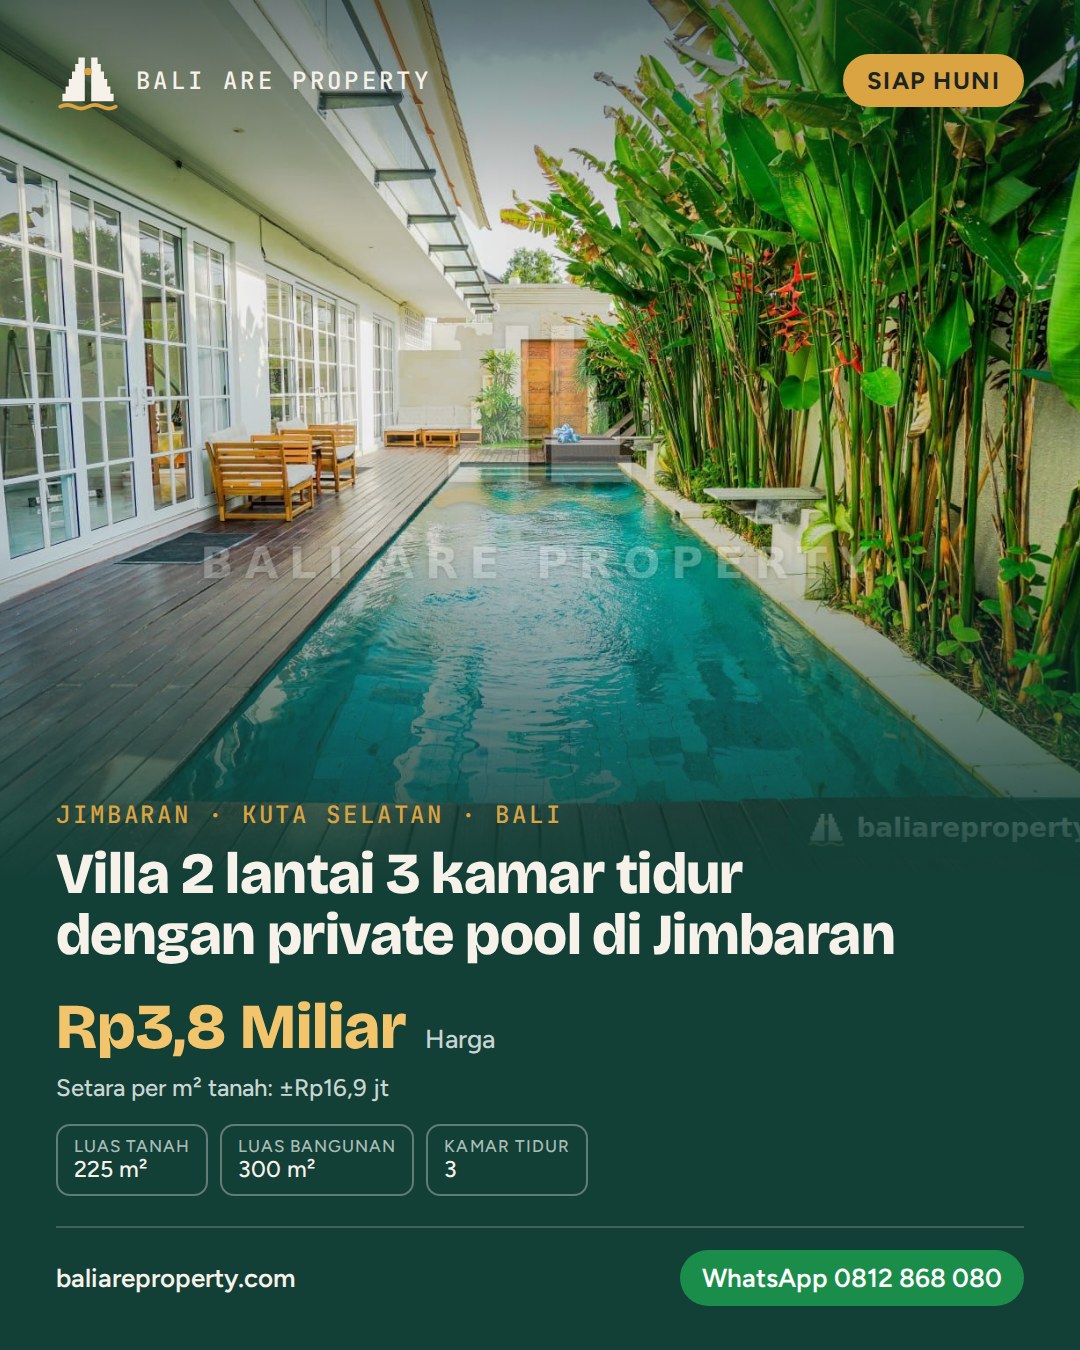 BALI ARE PROPERTY
SIAP HUNI
BALI ARE PROPERTY
JIMBARAN · KUTA SELATAN · BALI
baliareproperty
Villa 2 lantai 3 kamar tidur
dengan private pool di Jimbaran
Rp3,8 Miliar Harga
Setara per m² tanah: ±Rp16,9 jt
LUAS TANAH
225 m²
LUAS BANGUNAN
300 m²
KAMAR TIDUR
3
baliareproperty.com
WhatsApp 0812 868 080